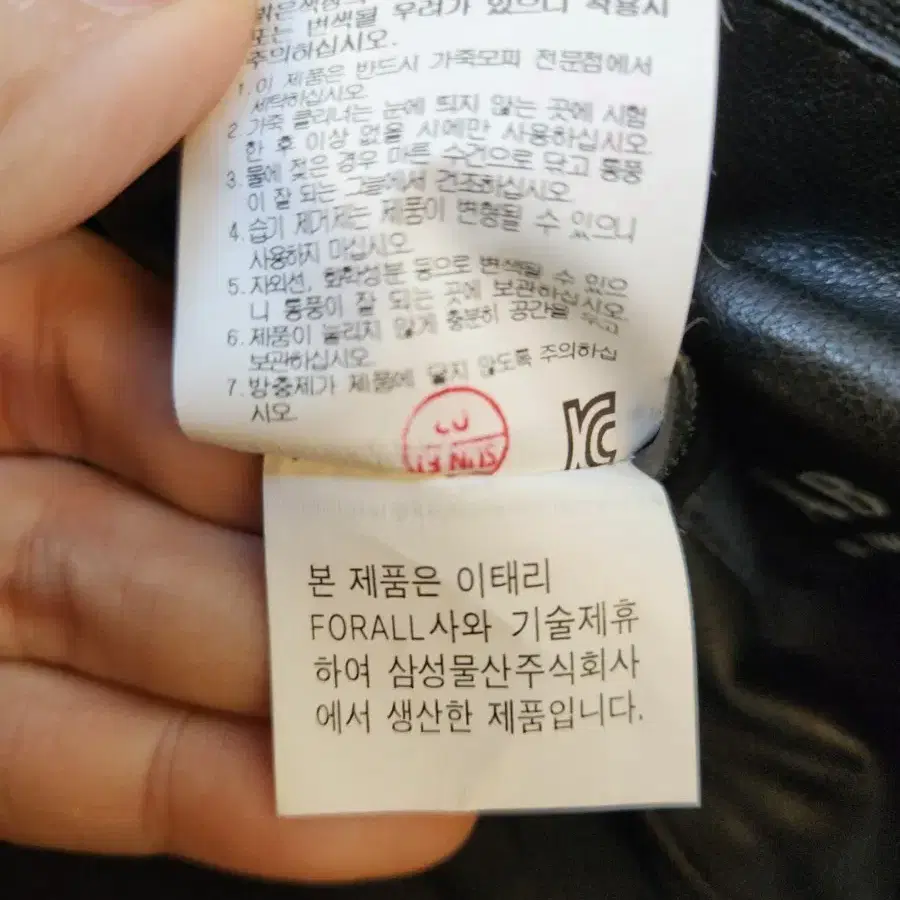 밝은색상의
또는 변색될 우려가 있으니 착용시
주의하십시오.
1. 이 제품은 반드시 가죽모피 전문점에서
세탁하십시오
2. 가죽 클리너는 눈에 띄지 않는 곳에 시험
한 후 이상 없을 시에만 사용하십시오
3. 물에 젖은 경우 마른 수건으로 닦고 통풍
이 잘 되는 그늘에서 건조하십시오
4. 습기 제거제는 제품이 변형될 수 있으니
사용하지 마십시오
5. 자외선, 화학성분 등으로 변색될 수 있으
니 통풍이 잘 되는 곳에 보관하십시오
6. 제품이 눌리지 않게 충분히 공간을 두고
보관하십시오
7. 방충제가 제품에 닿지 않도록 주의하십
시오.
본 제품은 이태리
FORALL사와 기술제휴
하여 삼성물산주식회사
에서 생산한 제품입니다.